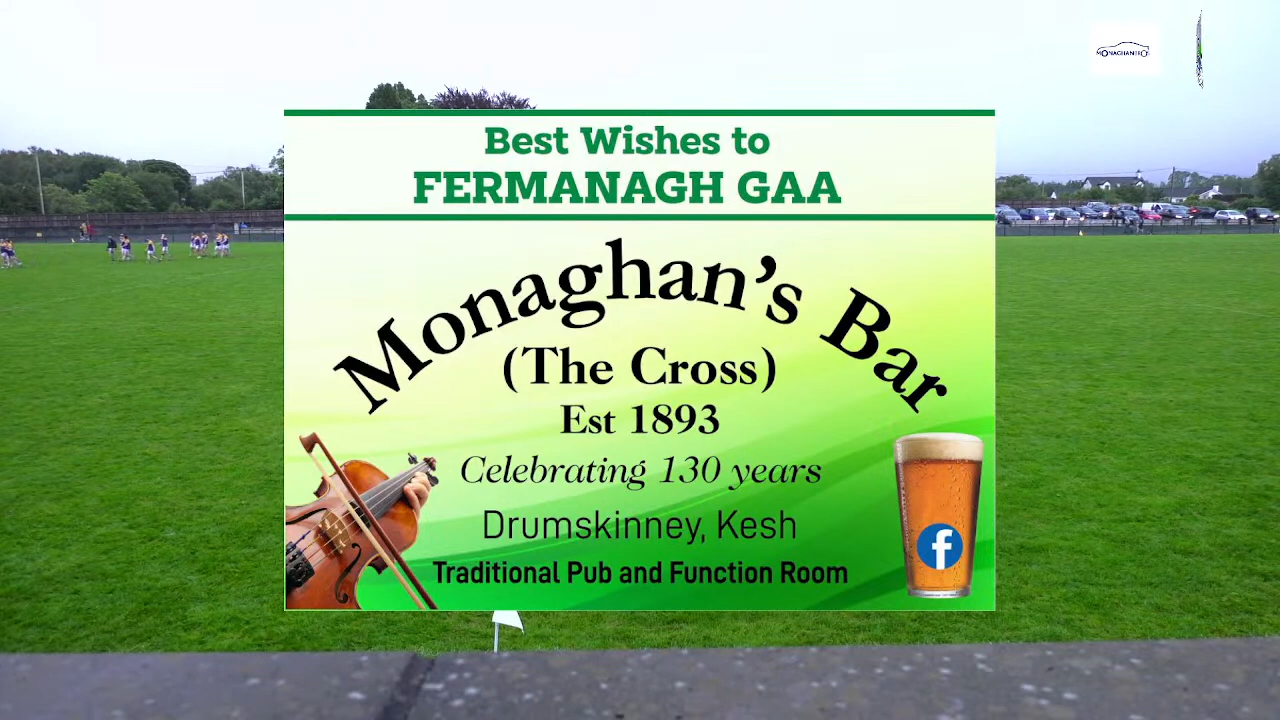 MONAGHANBROS
Best Wishes to
FERMANAGH GAA
Monaghan's Bar
(The Cross)
Est 1893
Celebrating 130 years
Drumskinney, Kesh
Traditional Pub and Function Room
f